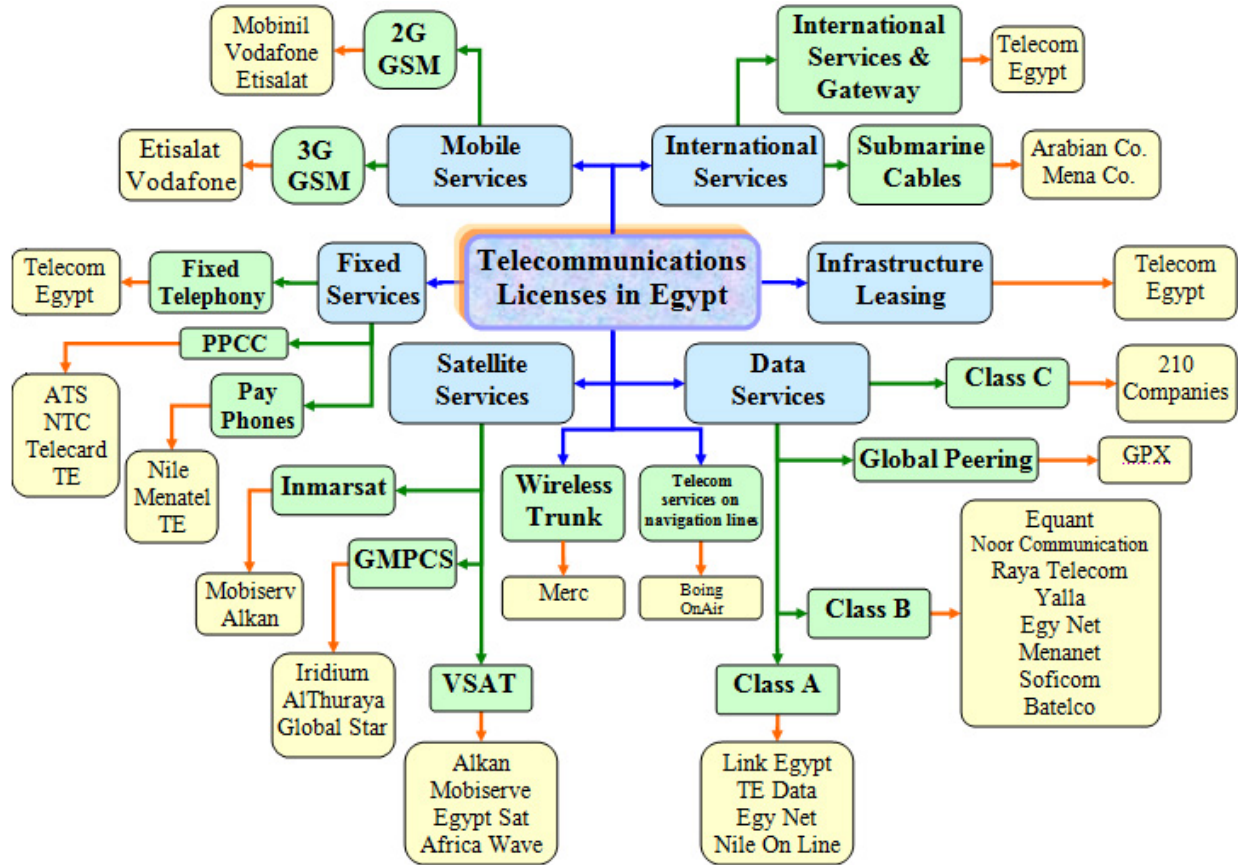 Mobinil
Vodafone
Etisalat
2G
GSM
International
Services &
Gateway
Telecom
Egypt
Etisalat
Vodafone
3G
GSM
Mobile
Services
International
Services
Submarine
Cables
Arabian Co.
Mena Co.
Telecom
Egypt
Fixed
Telephony
Fixed
Services
Telecommunications
Licenses in Egypt
Infrastructure
Leasing
Telecom
Egypt
PPCC
ATS
NTC
Telecard
TE
Pay
Phones
Nile
Menatel
TE
Satellite
Services
Data
Services
Class C
210
Companies
Global Peering
GPX
Inmarsat
Mobiserv
Alkan
Wireless
Trunk
Merc
Telecom
services on
navigation lines
Boing
OnAir
GMPCS
Iridium
AlThuraya
Global Star
Class B
Equant
Noor Communication
Raya Telecom
Yalla
Egy Net
Menanet
Soficom
Batelco
VSAT
Alkan
Mobiserve
Egypt Sat
Africa Wave
Class A
Link Egypt
TE Data
Egy Net
Nile On Line